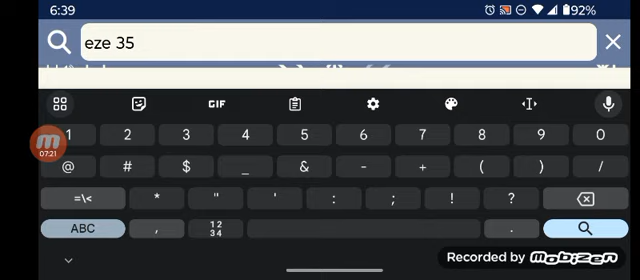 6:39 92%
eze 35
GIF
1 2 3 4 5 6 7 8 9 0
07:21
@ # $ _ & - + ( ) /
=\< * " ' : ; ! ?
ABC , 12 34 .
Recorded by mobizen